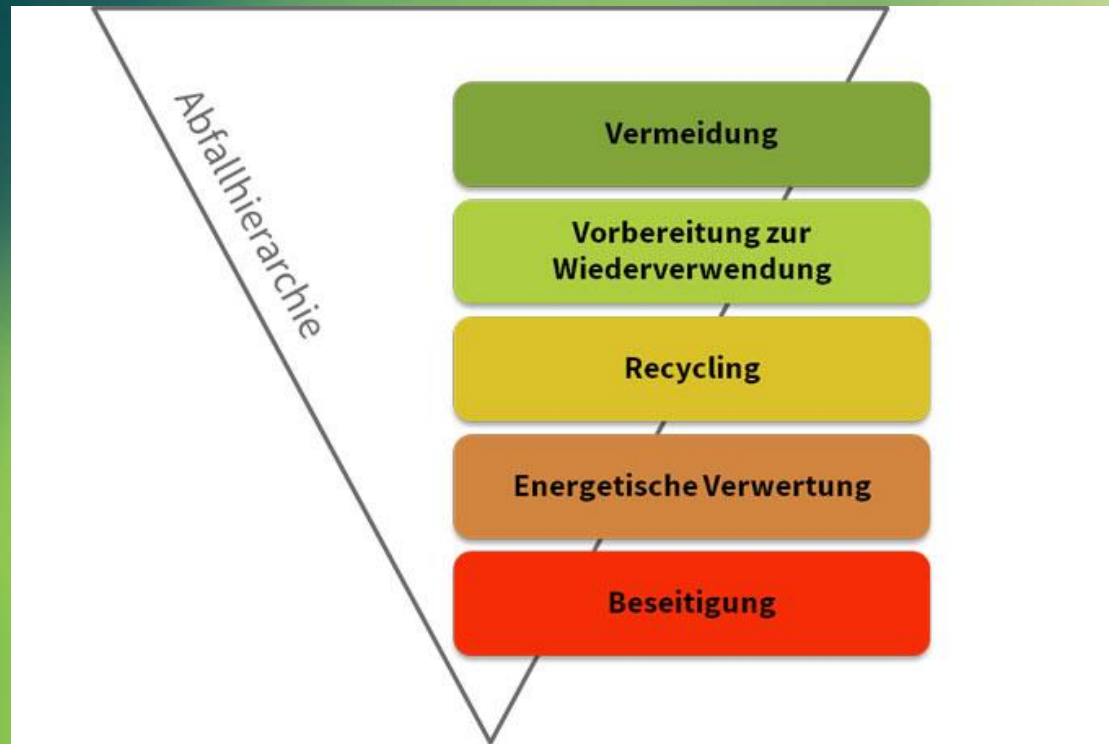 Abfallhierarchie
Vermeidung
Vorbereitung zur
Wiederverwendung
Recycling
Energetische Verwertung
Beseitigung